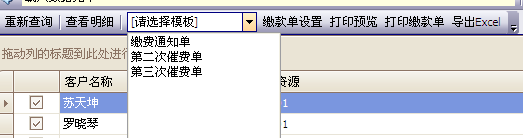 重新查询 查看明细 [请选择模板] 缴款单设置 打印预览 打印缴款单 导出Excel
缴费通知单
第二次催费单
第三次催费单
拖动列的标题到此处进行
客户名称 资源
苏天坤 1
罗晓琴 1